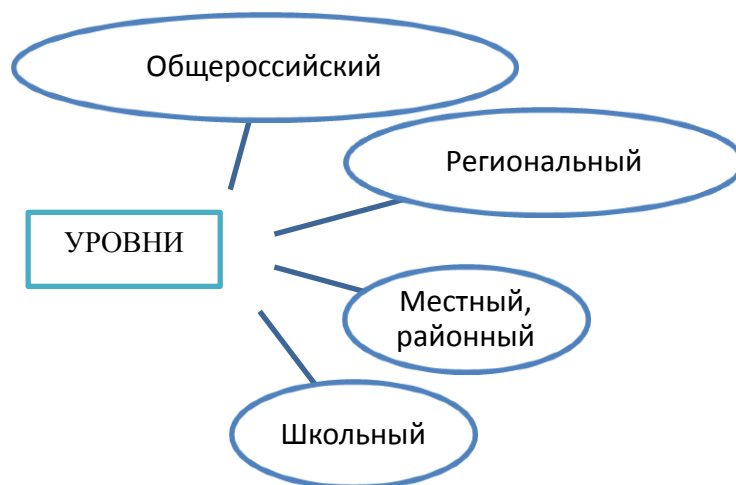 Общероссийский
Региональный
УРОВНИ
Местный,
районный
Школьный